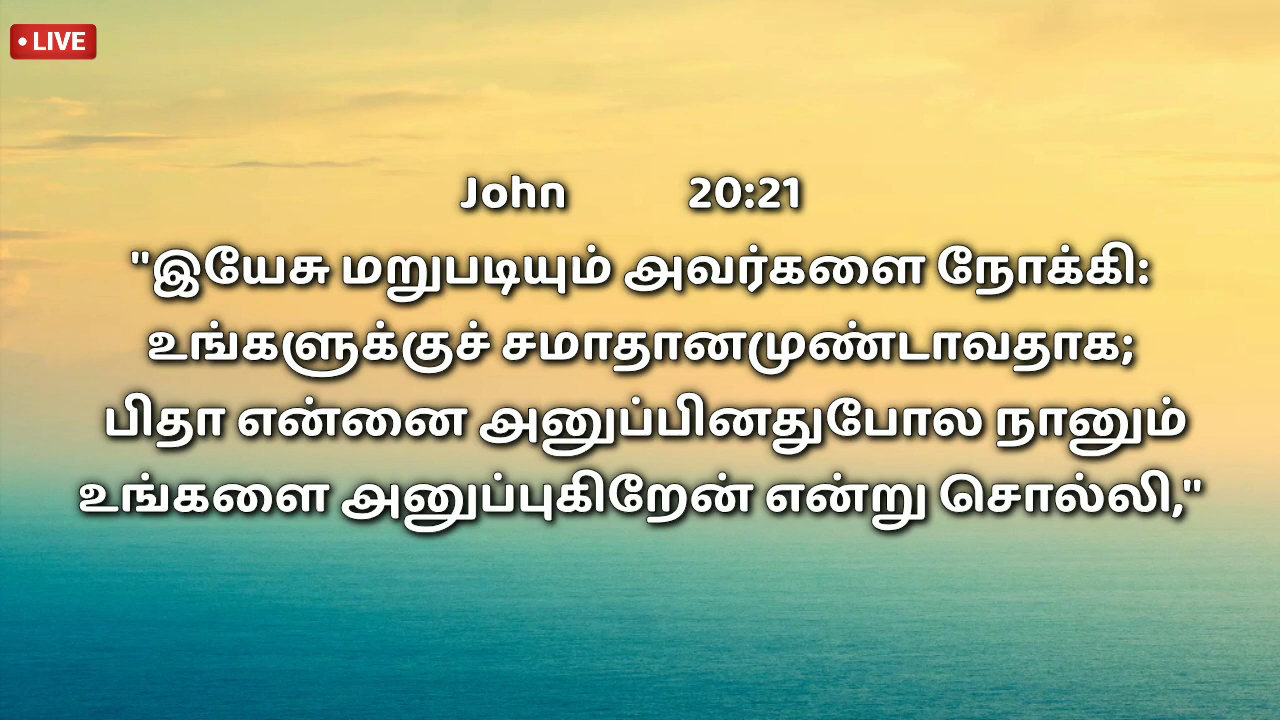 • LIVE
John 20:21
"இயேசு மறுபடியும் அவர்களை நோக்கி:
உங்களுக்குச் சமாதானமுண்டாவதாக;
பிதா என்னை அனுப்பினதுபோல நானும்
உங்களை அனுப்புகிறேன் என்று சொல்லி,"